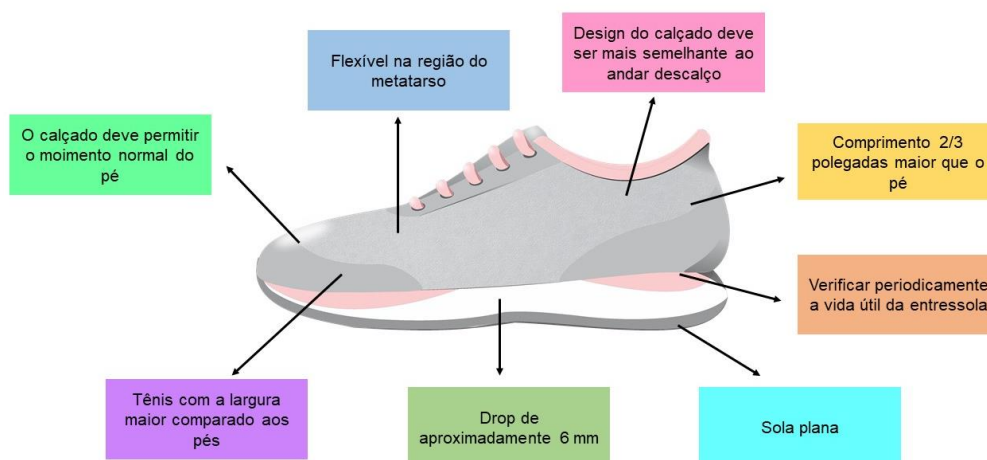 Design do calçado deve
ser mais semelhante ao
andar descalço
Flexível na região do
metatarso
O calçado deve permitir
o moimento normal do
pé
Comprimento 2/3
polegadas maior que o
pé
Verificar periodicamente
a vida útil da entressola
Tênis com a largura
maior comparado aos
pés
Drop de
aproximadamente 6 mm
Sola plana